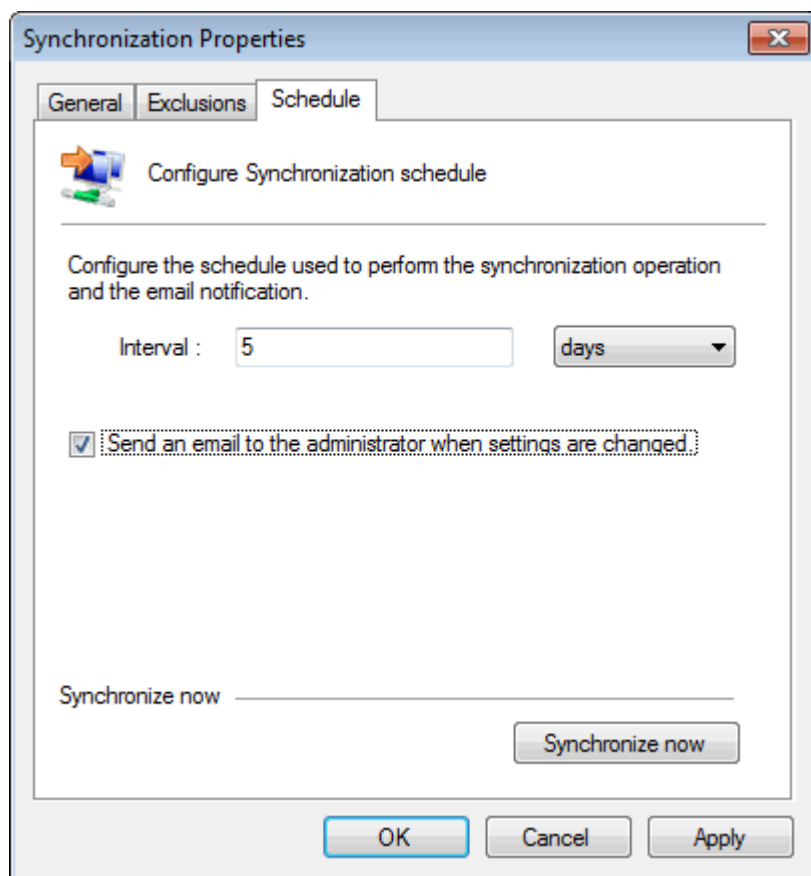 Synchronization Properties
General Exclusions Schedule
Configure Synchronization schedule
Configure the schedule used to perform the synchronization operation
and the email notification.
Interval : 5 days
Send an email to the administrator when settings are changed.
Synchronize now
Synchronize now
OK Cancel Apply